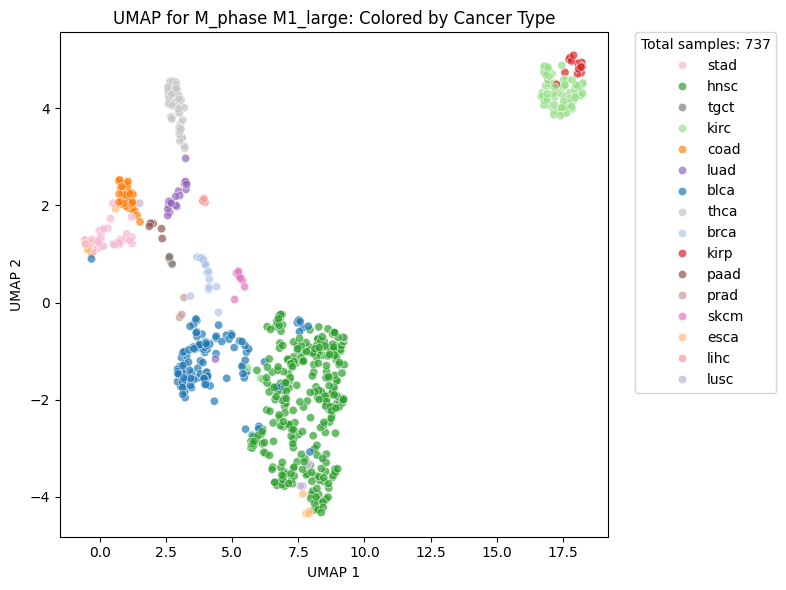 UMAP for M_phase M1_large: Colored by Cancer Type
Total samples: 737
stad
hnsc
tgct
kirc
coad
luad
blca
thca
brca
kirp
paad
prad
skcm
esca
lihc
lusc
UMAP 2
4
2
0
−2
−4
0.0 2.5 5.0 7.5 10.0 12.5 15.0 17.5
UMAP 1